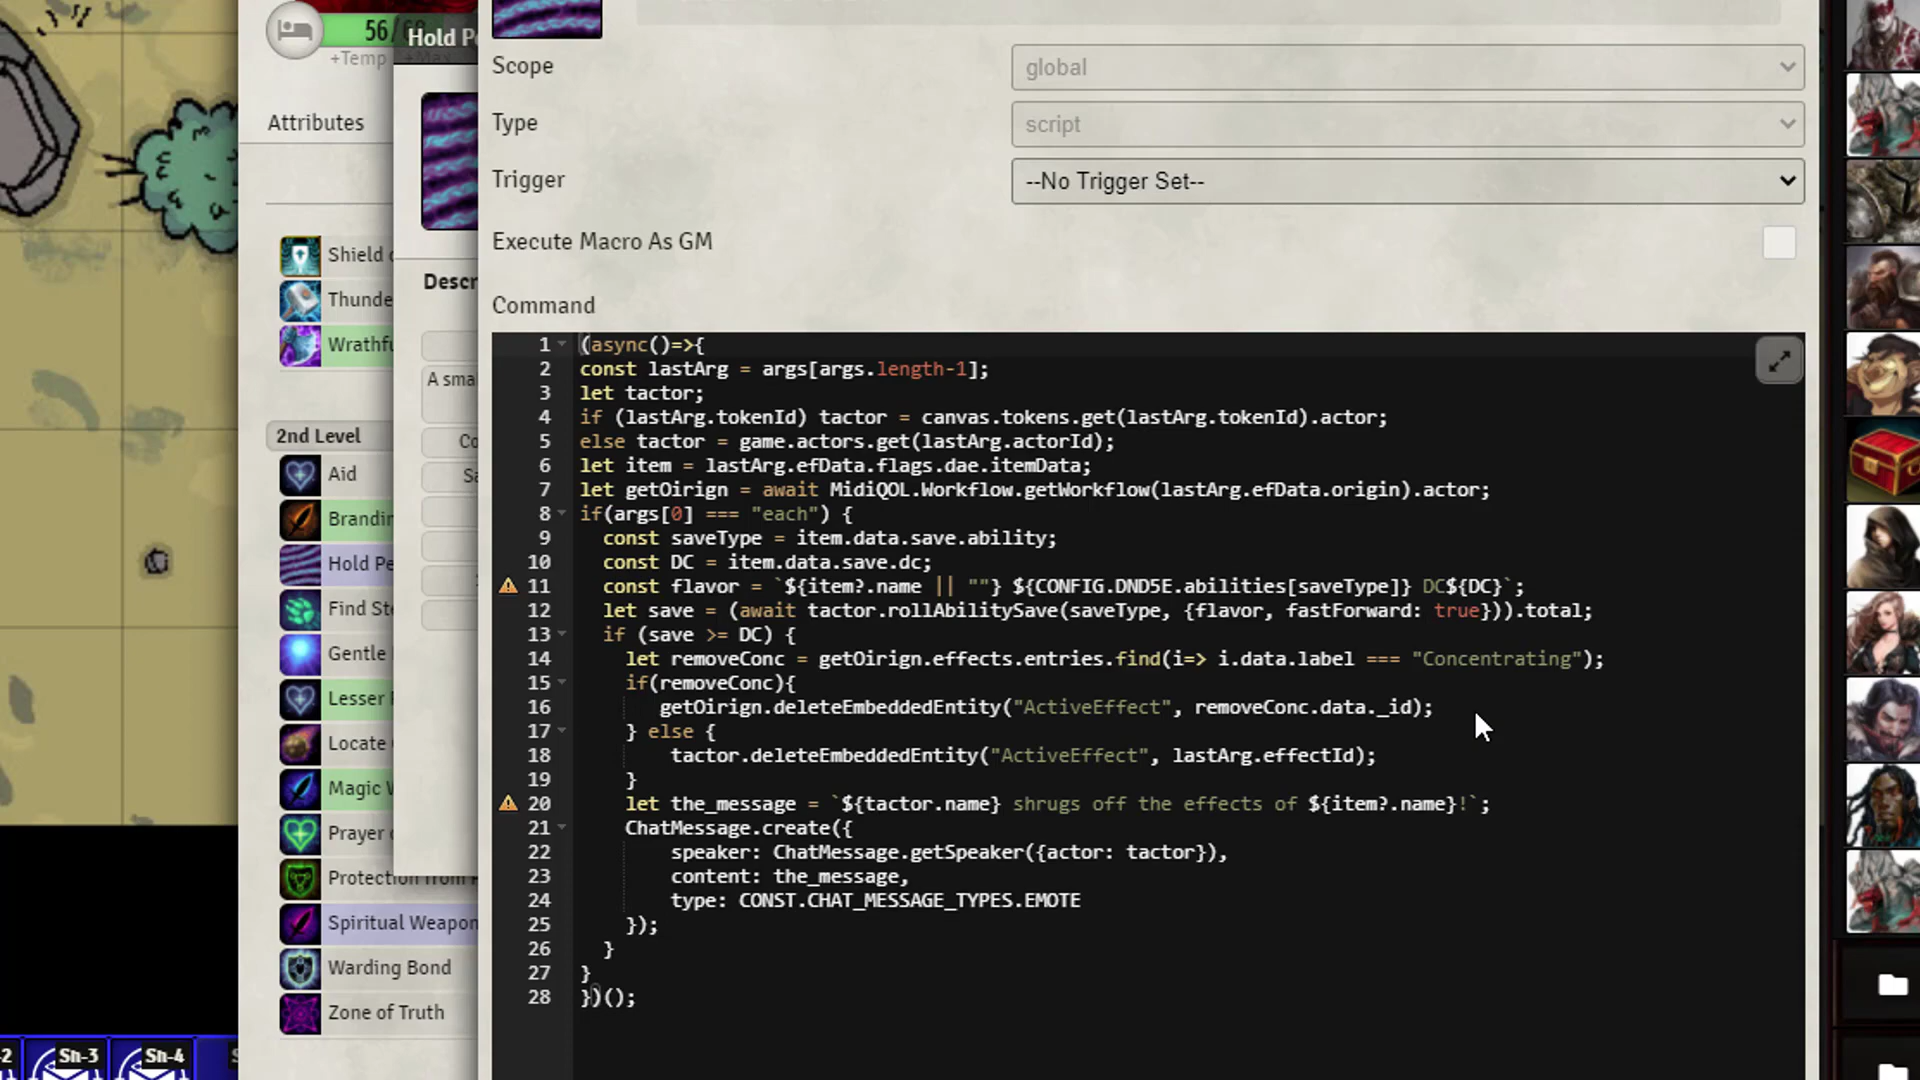 56/68
+Temp
+Max
Hold Pe
Attributes
Shield o
Thunde
Wrathfu
2nd Level
Aid
Brandin
Hold Pe
Find Ste
Gentle
Lesser
Locate
Magic W
Prayer
Protection from
Spiritual Weapon
Warding Bond
Zone of Truth
Descr
A sma
Co
Sa
Scope
global
Type
script
Trigger
--No Trigger Set--
Execute Macro As GM
Command
1 (async()=>{
2 const lastArg = args[args.length-1];
3 let tactor;
4 if (lastArg.tokenId) tactor = canvas.tokens.get(lastArg.tokenId).actor;
5 else tactor = game.actors.get(lastArg.actorId);
6 let item = lastArg.efData.flags.dae.itemData;
7 let getOirign = await MidiQOL.Workflow.getWorkflow(lastArg.efData.origin).actor;
8 if(args[0] === "each") {
9 const saveType = item.data.save.ability;
10 const DC = item.data.save.dc;
11 const flavor = `${item?.name || ""} ${CONFIG.DND5E.abilities[saveType]} DC${DC}`;
12 let save = (await tactor.rollAbilitySave(saveType, {flavor, fastForward: true})).total;
13 if (save >= DC) {
14 let removeConc = getOirign.effects.entries.find(i=> i.data.label === "Concentrating");
15 if(removeConc){
16 getOirign.deleteEmbeddedEntity("ActiveEffect", removeConc.data._id);
17 } else {
18 tactor.deleteEmbeddedEntity("ActiveEffect", lastArg.effectId);
19 }
20 let the_message = `${tactor.name} shrugs off the effects of ${item?.name}!`;
21 ChatMessage.create({
22 speaker: ChatMessage.getSpeaker({actor: tactor}),
23 content: the_message,
24 type: CONST.CHAT_MESSAGE_TYPES.EMOTE
25 });
26 }
27 }
28 })();
-2
Sn-3
Sn-4
S